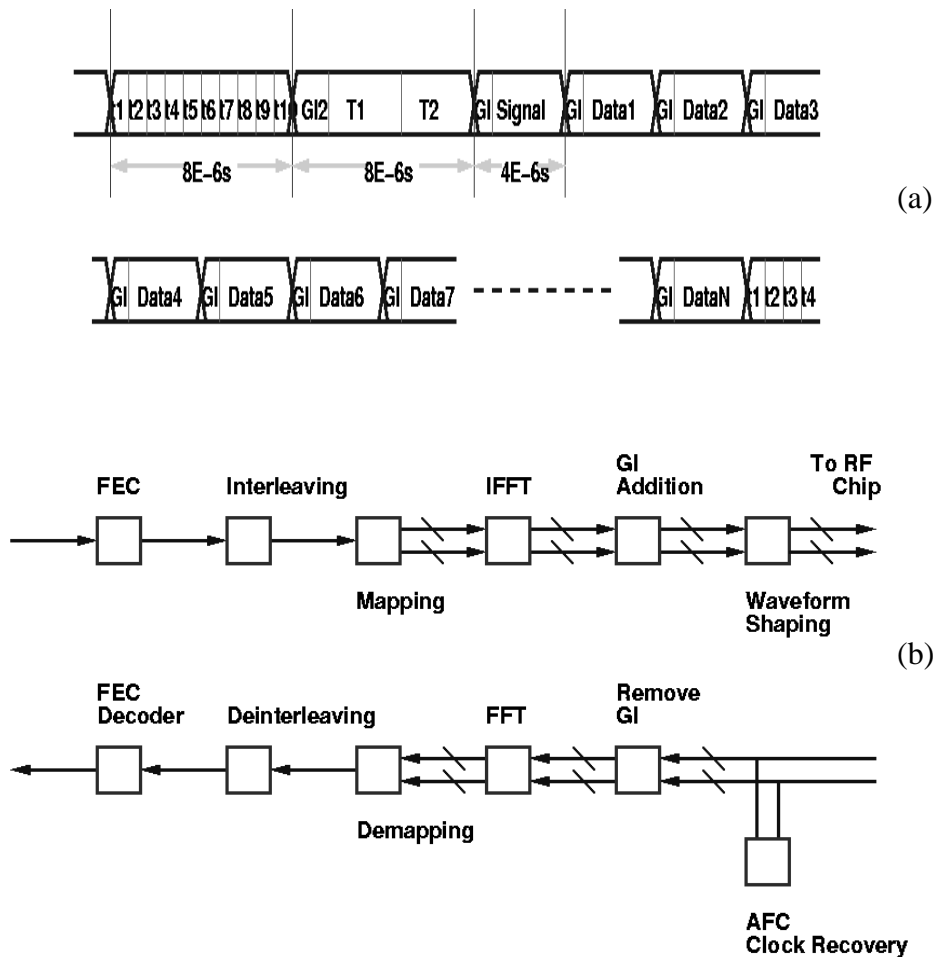 t1 t2 t3 t4 t5 t6 t7 t8 t9 t10 GI2 T1 T2 GI Signal GI Data1 GI Data2 GI Data3
8E-6s 8E-6s 4E-6s
(a)
GI Data4 GI Data5 GI Data6 GI Data7 GI DataN t1 t2 t3 t4
FEC Interleaving IFFT GI Addition To RF Chip
Mapping Waveform Shaping
(b)
FEC Decoder Deinterleaving FFT Remove GI
Demapping
AFC
Clock Recovery